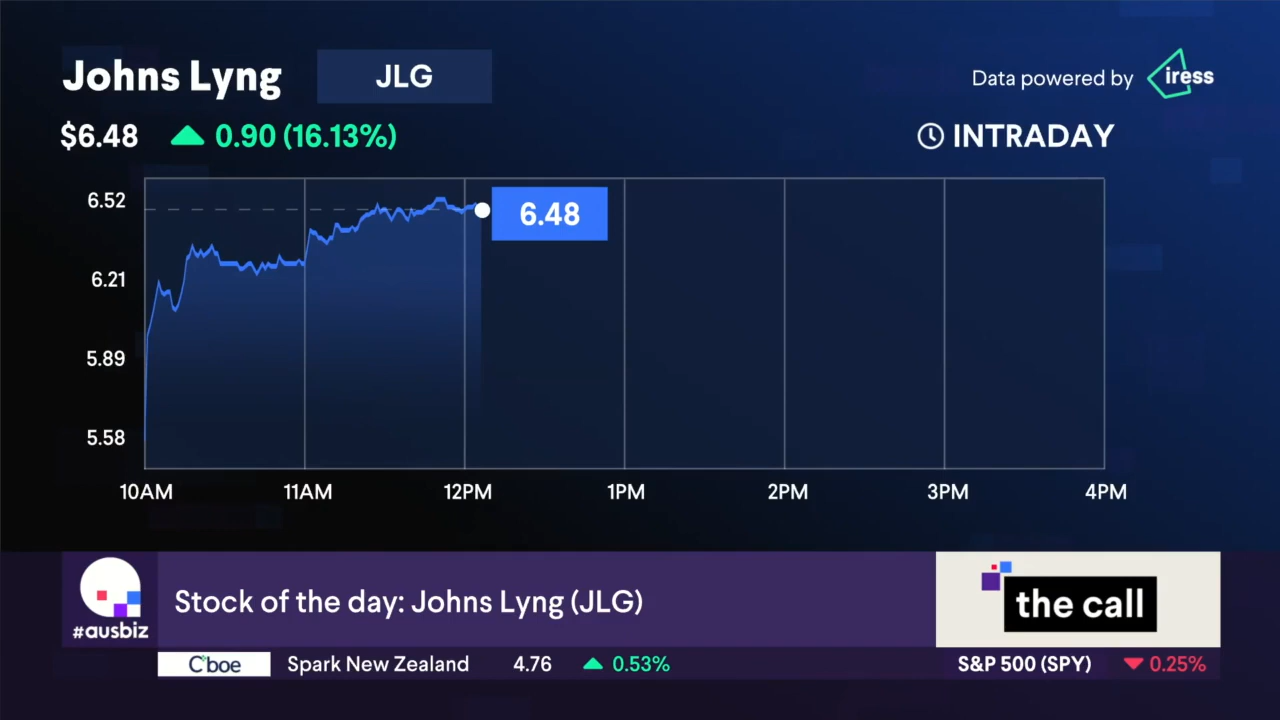 Johns Lyng JLG
Data powered by iress
$6.48 ▲ 0.90 (16.13%)
INTRADAY
6.52
6.48
6.21
5.89
5.58
10AM 11AM 12PM 1PM 2PM 3PM 4PM
Stock of the day: Johns Lyng (JLG)
#ausbiz
the call
Cboe Spark New Zealand 4.76 ▲ 0.53% S&P 500 (SPY) ▼ 0.25%